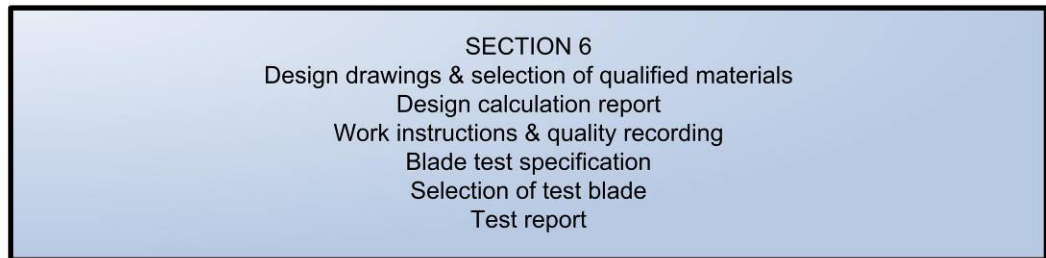 SECTION 6
Design drawings & selection of qualified materials
Design calculation report
Work instructions & quality recording
Blade test specification
Selection of test blade
Test report